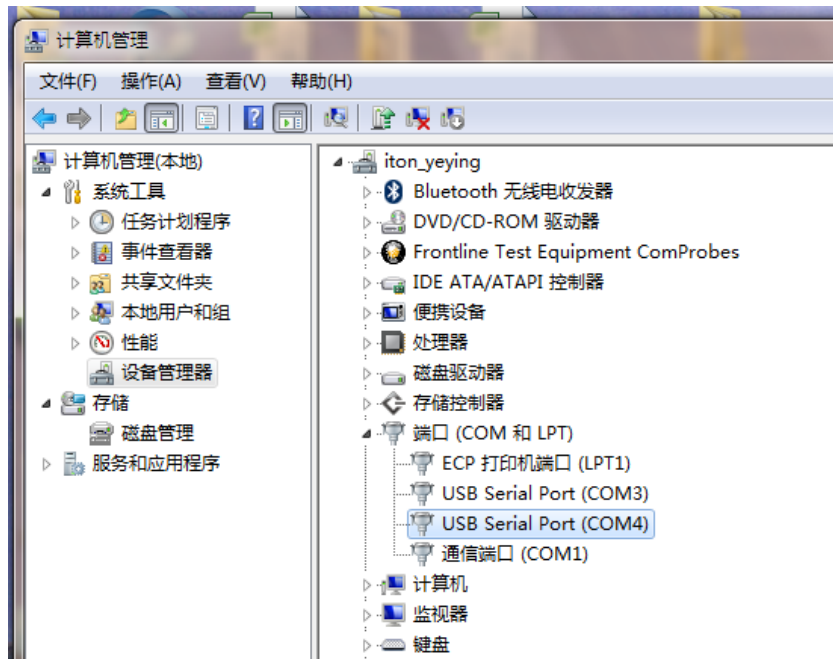 计算机管理
文件(F) 操作(A) 查看(V) 帮助(H)
计算机管理(本地)
系统工具
任务计划程序
事件查看器
共享文件夹
本地用户和组
性能
设备管理器
存储
磁盘管理
服务和应用程序
iton_yeying
Bluetooth 无线电收发器
DVD/CD-ROM 驱动器
Frontline Test Equipment ComProbes
IDE ATA/ATAPI 控制器
便携设备
处理器
磁盘驱动器
存储控制器
端口 (COM 和 LPT)
ECP 打印机端口 (LPT1)
USB Serial Port (COM3)
USB Serial Port (COM4)
通信端口 (COM1)
计算机
监视器
键盘